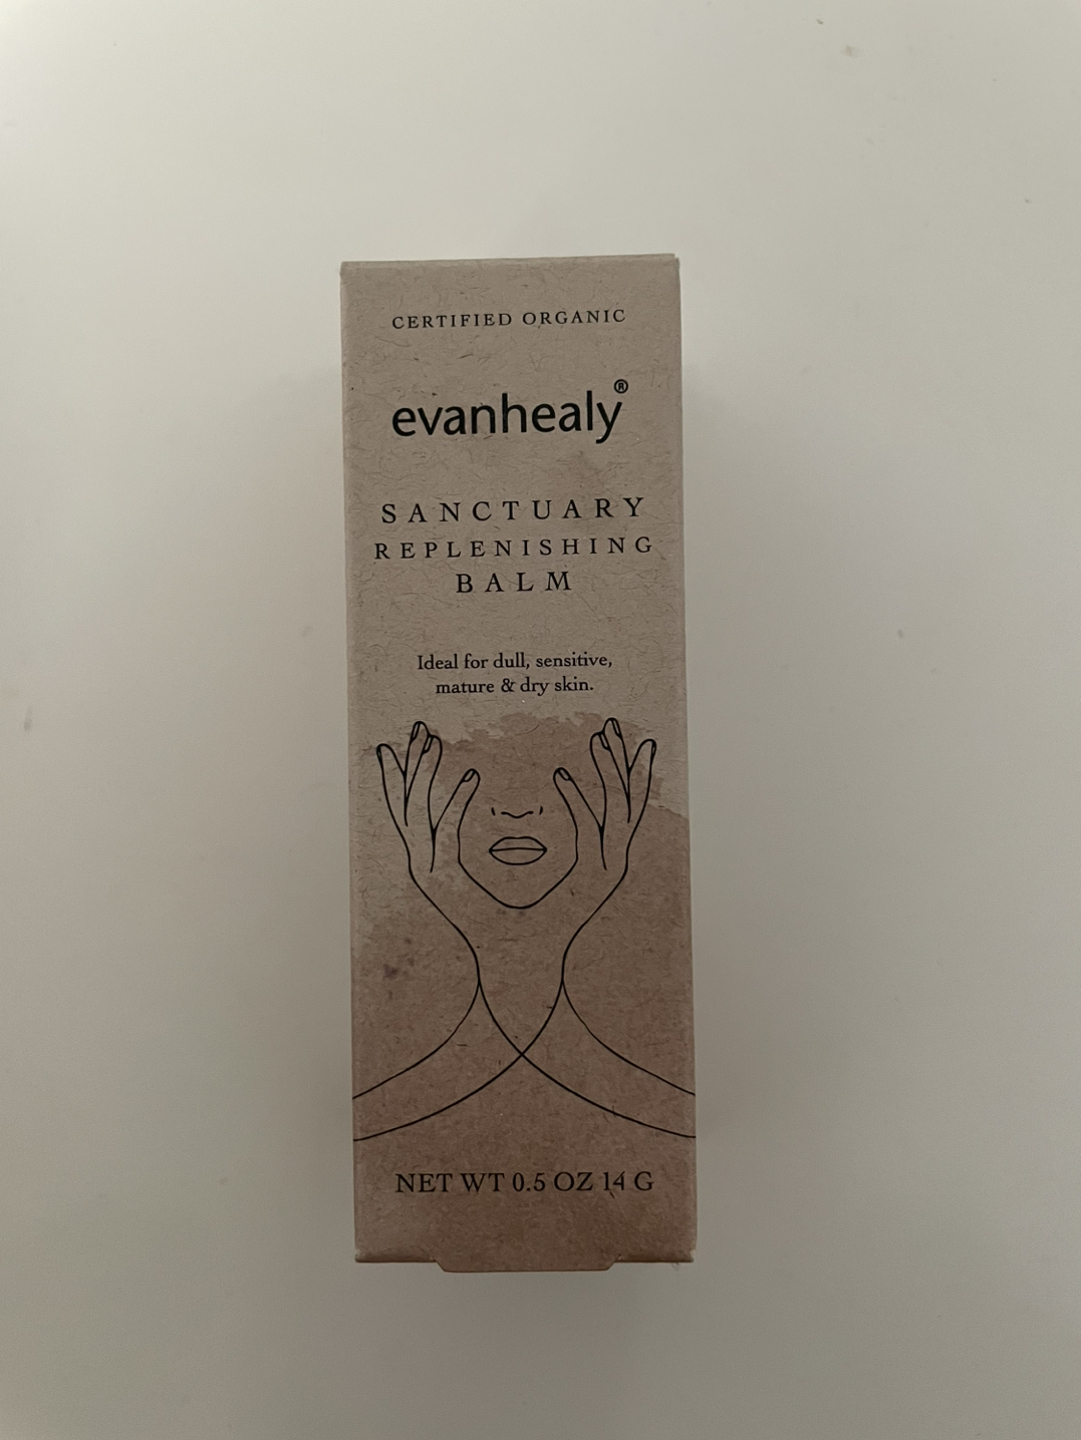 CERTIFIED ORGANIC
evanhealy®
SANCTUARY
REPLENISHING
BALM
Ideal for dull, sensitive,
mature & dry skin.
NET WT 0.5 OZ 14 G